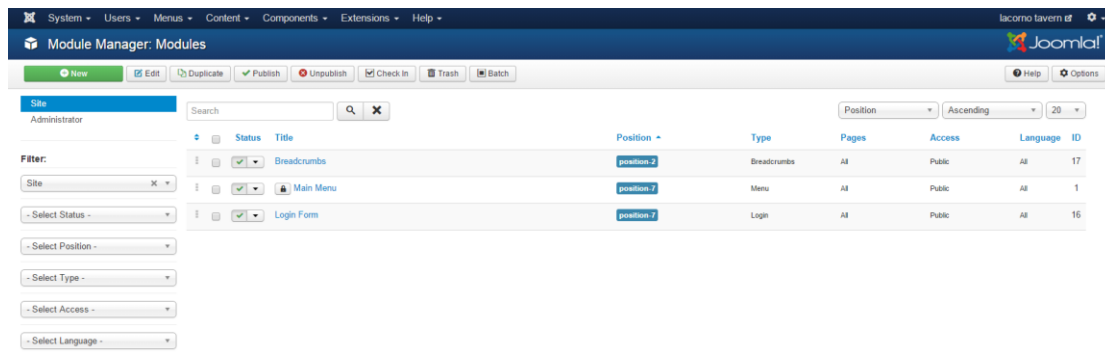 System Users Menus Content Components Extensions Help lacorno tavern
Module Manager: Modules Joomla!
New Edit Duplicate Publish Unpublish Check In Trash Batch Help Options
Site
Administrator
Search Position Ascending 20
Status Title Position Type Pages Access Language ID
Filter:
Breadcrumbs position-2 Breadcrumbs All Public All 17
Site
Main Menu position-7 Menu All Public All 1
- Select Status -
Login Form position-7 Login All Public All 16
- Select Position -
- Select Type -
- Select Access -
- Select Language -